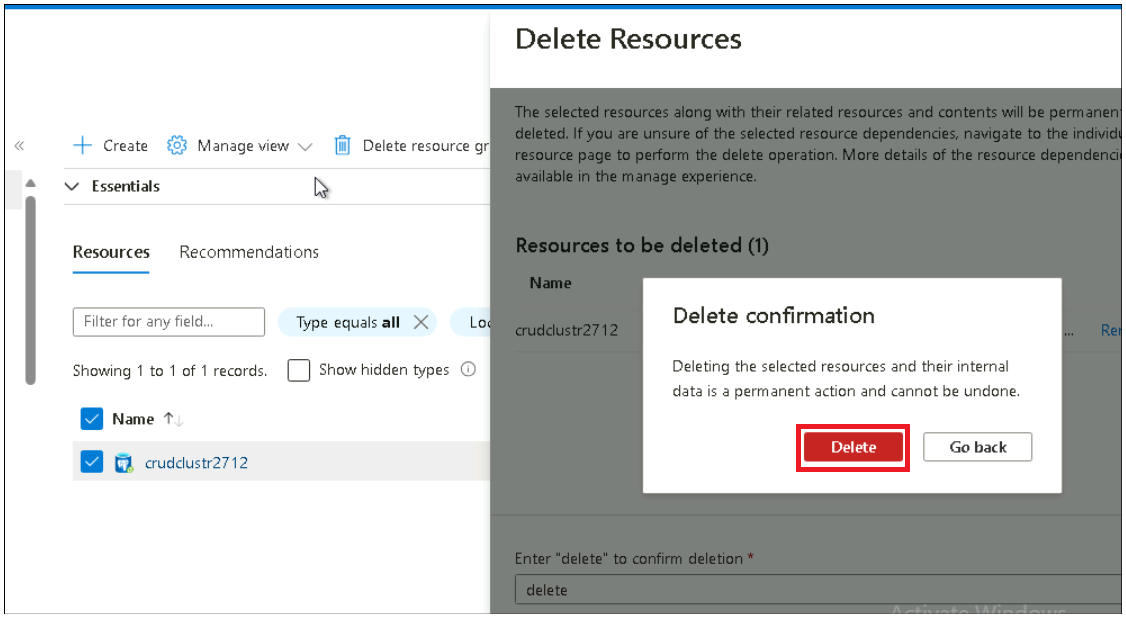 Delete Resources
The selected resources along with their related resources and contents will be permanent
deleted. If you are unsure of the selected resource dependencies, navigate to the individu
resource page to perform the delete operation. More details of the resource dependenci
available in the manage experience.
« Create Manage view Delete resource gr
Essentials
Resources Recommendations
Filter for any field... Type equals all Loc
Showing 1 to 1 of 1 records. Show hidden types
Name ↑↓
crudclustr2712
Resources to be deleted (1)
Name
crudclustr2712 ... Rem
Delete confirmation
Deleting the selected resources and their internal
data is a permanent action and cannot be undone.
Delete Go back
Enter "delete" to confirm deletion *
delete
Activate Windows